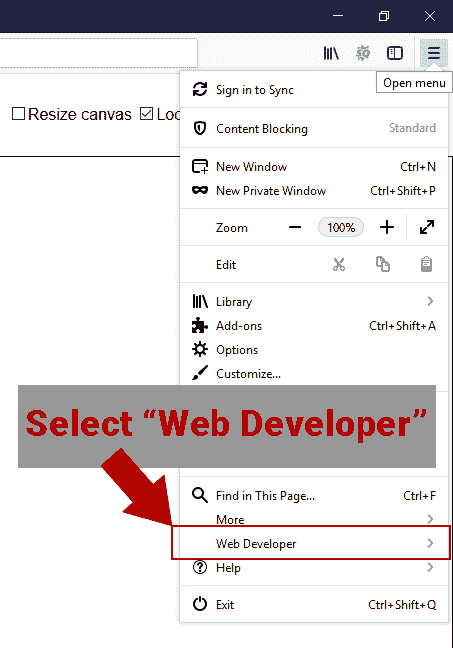 Open menu
Resize canvas Loc
Sign in to Sync
Content Blocking Standard
New Window Ctrl+N
New Private Window Ctrl+Shift+P
Zoom 100%
Edit
Library
Add-ons Ctrl+Shift+A
Options
Customize...
Select “Web Developer”
Find in This Page... Ctrl+F
More
Web Developer
Help
Exit Ctrl+Shift+Q